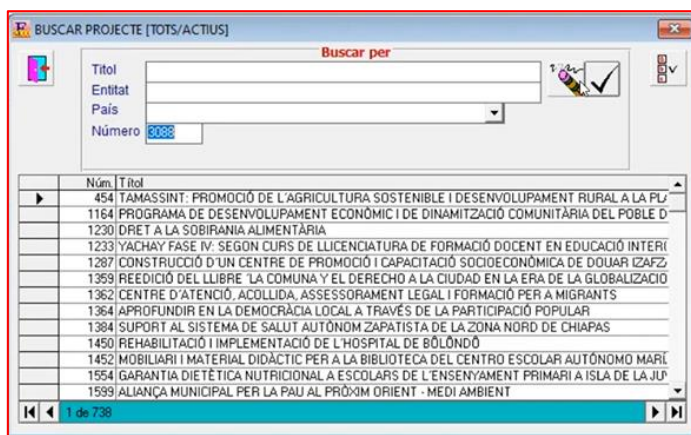 BUSCAR PROJECTE [TOTS/ACTIUS]
Buscar per
Titol
Entitat
País
Número 3088
Núm. Títol
454 TAMASSINT: PROMOCIÓ DE L'AGRICULTURA SOSTENIBLE I DESENVOLUPAMENT RURAL A LA PLA
1164 PROGRAMA DE DESENVOLUPAMENT ECONÒMIC I DE DINAMITZACIÓ COMUNITÀRIA DEL POBLE D
1230 DRET A LA SOBIRANIA ALIMENTÀRIA
1233 YACHAY FASE IV: SEGON CURS DE LLICENCIATURA DE FORMACIÓ DOCENT EN EDUCACIÓ INTER
1287 CONSTRUCCIÓ D'UN CENTRE DE PROMOCIÓ I CAPACITACIÓ SOCIOECONÒMICA DE DOUAR IZAFZ
1359 REEDICIÓ DEL LLIBRE 'LA COMUNA Y EL DERECHO A LA CIUDAD EN LA ERA DE LA GLOBALIZACIO
1362 CENTRE D'ATENCIÓ, ACOLLIDA, ASSESSORAMENT LEGAL I FORMACIÓ PER A MIGRANTS
1364 APROFUNDIR EN LA DEMOCRÀCIA LOCAL A TRAVÉS DE LA PARTICIPACIÓ POPULAR
1384 SUPORT AL SISTEMA DE SALUT AUTÒNOM ZAPATISTA DE LA ZONA NORD DE CHIAPAS
1450 REHABILITACIÓ I IMPLEMENTACIÓ DE L'HOSPITAL DE BÔLÔNDÔ
1452 MOBILIARI I MATERIAL DIDÀCTIC PER A LA BIBLIOTECA DEL CENTRO ESCOLAR AUTÓNOMO MARÍ
1554 GARANTIA DIETÈTICA NUTRICIONAL A ESCOLARS DE L'ENSENYAMENT PRIMARI A ISLA DE LA JU
1599 ALIANÇA MUNICIPAL PER LA PAU AL PRÒXIM ORIENT - MEDI AMBIENT
1 de 738